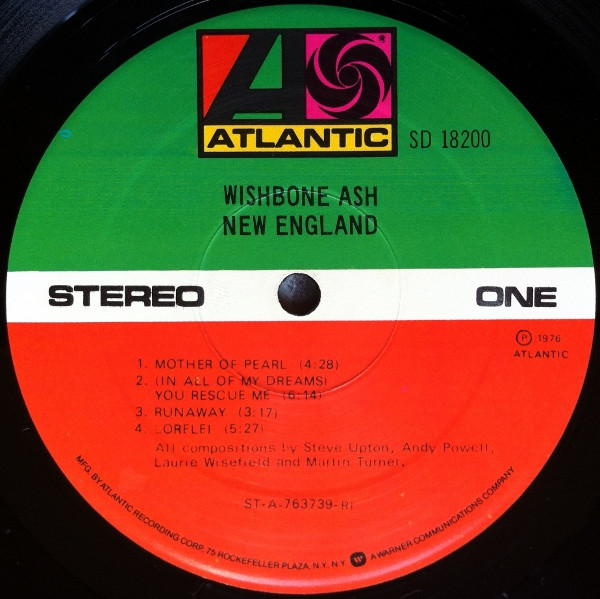 ATLANTIC
SD 18200
WISHBONE ASH
NEW ENGLAND
STEREO
ONE
℗ 1976
ATLANTIC
1. MOTHER OF PEARL (4:28)
2. (IN ALL OF MY DREAMS)
YOU RESCUE ME (6:14)
3. RUNAWAY (3:17)
4. LORELEI (5:27)
All compositions by Steve Upton, Andy Powell,
Laurie Wisefield and Martin Turner.
ST-A-763739-RI
MFG. BY ATLANTIC RECORDING CORP. 75 ROCKEFELLER PLAZA, N.Y. N.Y. A WARNER COMMUNICATIONS COMPANY